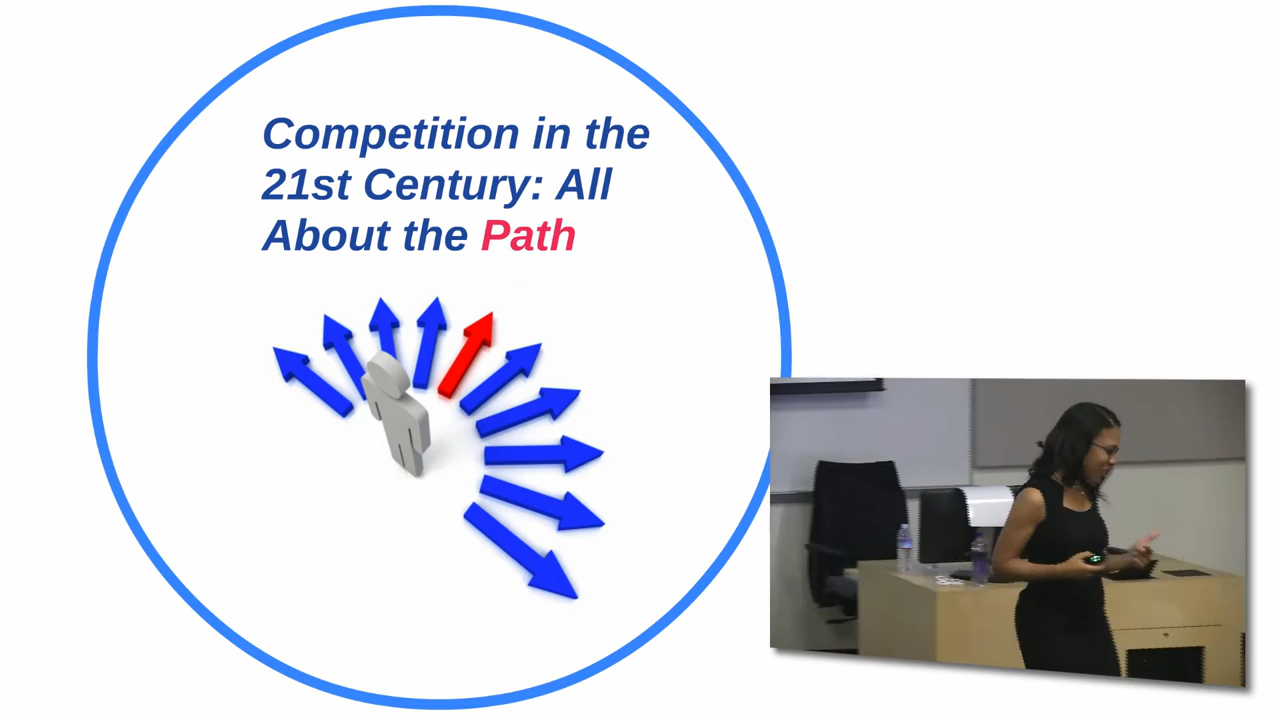 Competition in the
21st Century: All
About the Path